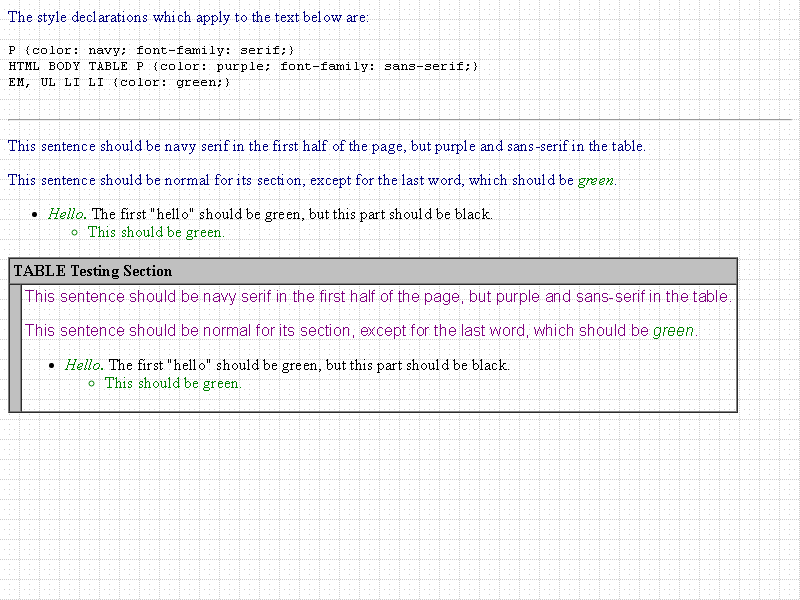 The style declarations which apply to the text below are:
P {color: navy; font-family: serif;}
HTML BODY TABLE P {color: purple; font-family: sans-serif;}
EM, UL LI LI {color: green;}
This sentence should be navy serif in the first half of the page, but purple and sans-serif in the table.
This sentence should be normal for its section, except for the last word, which should be green.
Hello. The first "hello" should be green, but this part should be black.
This should be green.
TABLE Testing Section
This sentence should be navy serif in the first half of the page, but purple and sans-serif in the table.
This sentence should be normal for its section, except for the last word, which should be green.
Hello. The first "hello" should be green, but this part should be black.
This should be green.